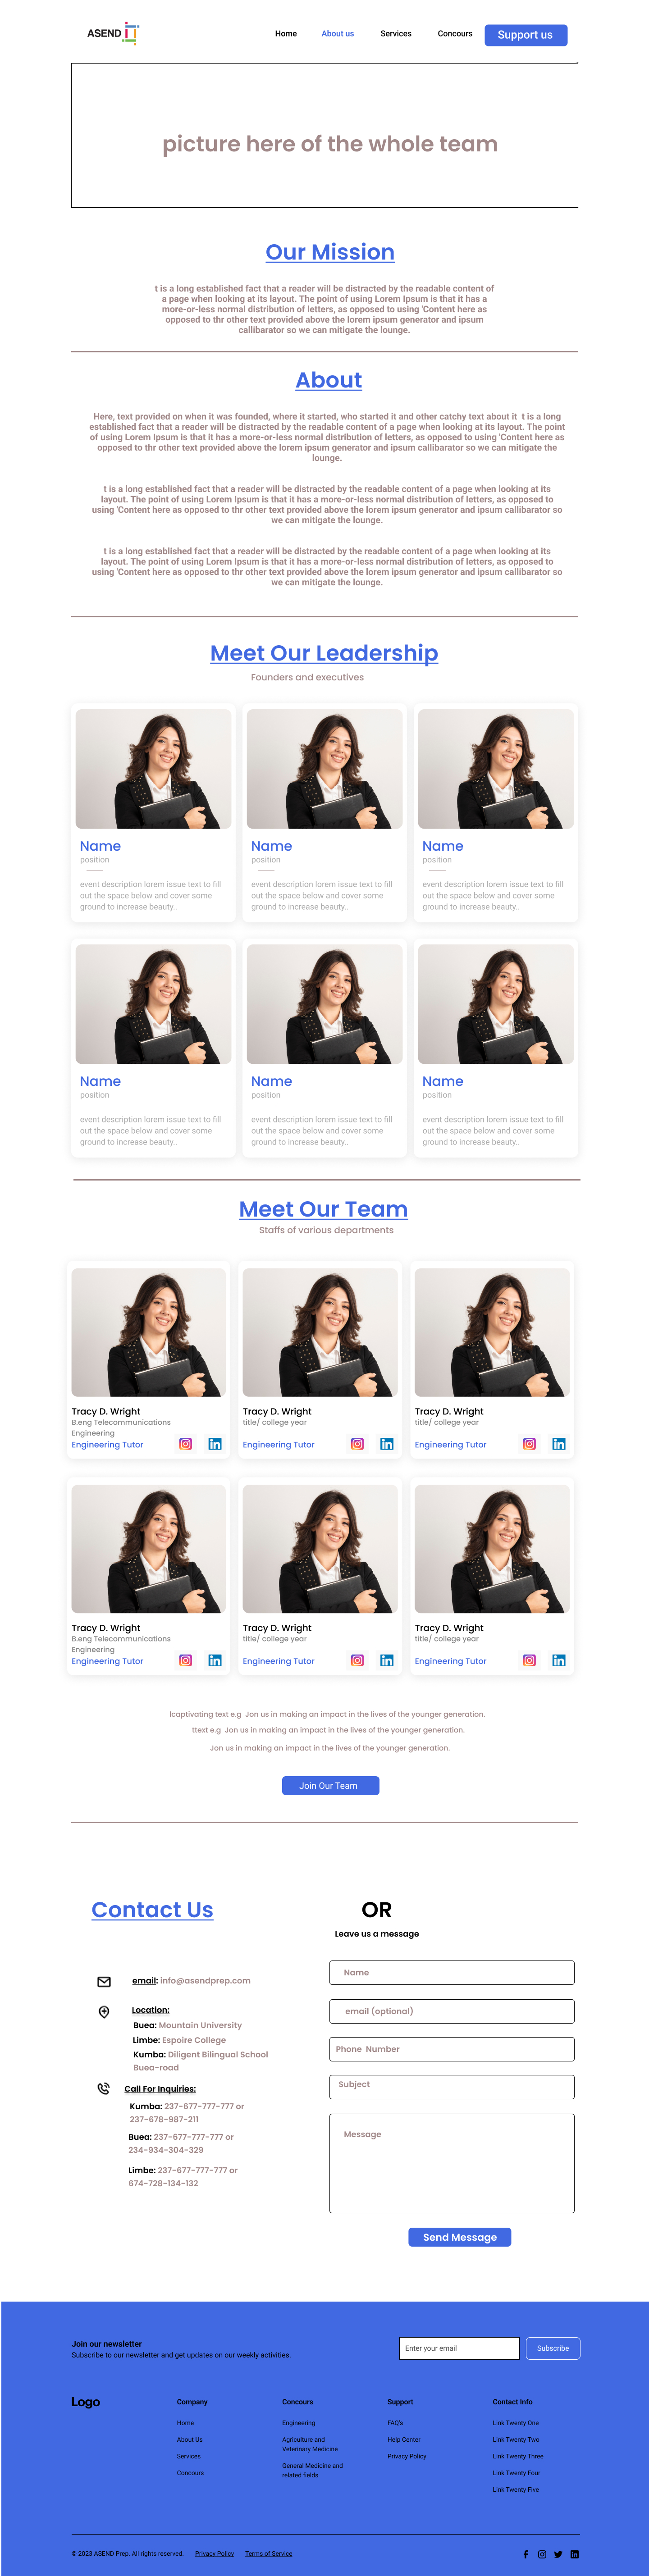 ASEND
Home
About us
Services
Concours
Support us
picture here of the whole team
Our Mission
t is a long established fact that a reader will be distracted by the readable content of
a page when looking at its layout. The point of using Lorem Ipsum is that it has a
more-or-less normal distribution of letters, as opposed to using 'Content here as
opposed to thr other text provided above the lorem ipsum generator and ipsum
callibarator so we can mitigate the lounge.
About
Here, text provided on when it was founded, where it started, who started it and other catchy text about it  t is a long
established fact that a reader will be distracted by the readable content of a page when looking at its layout. The point
of using Lorem Ipsum is that it has a more-or-less normal distribution of letters, as opposed to using 'Content here as
opposed to thr other text provided above the lorem ipsum generator and ipsum callibarator so we can mitigate the
lounge.
t is a long established fact that a reader will be distracted by the readable content of a page when looking at its
layout. The point of using Lorem Ipsum is that it has a more-or-less normal distribution of letters, as opposed to
using 'Content here as opposed to thr other text provided above the lorem ipsum generator and ipsum callibarator so
we can mitigate the lounge.
t is a long established fact that a reader will be distracted by the readable content of a page when looking at its
layout. The point of using Lorem Ipsum is that it has a more-or-less normal distribution of letters, as opposed to
using 'Content here as opposed to thr other text provided above the lorem ipsum generator and ipsum callibarator so
we can mitigate the lounge.
Meet Our Leadership
Founders and executives
Name
position
event description lorem issue text to fill
out the space below and cover some
ground to increase beauty..
Name
position
event description lorem issue text to fill
out the space below and cover some
ground to increase beauty..
Name
position
event description lorem issue text to fill
out the space below and cover some
ground to increase beauty..
Name
position
event description lorem issue text to fill
out the space below and cover some
ground to increase beauty..
Name
position
event description lorem issue text to fill
out the space below and cover some
ground to increase beauty..
Name
position
event description lorem issue text to fill
out the space below and cover some
ground to increase beauty..
Meet Our Team
Staffs of various departments
Tracy D. Wright
B.eng Telecommunications
Engineering
Engineering Tutor
Tracy D. Wright
title/ college year
Engineering Tutor
Tracy D. Wright
title/ college year
Engineering Tutor
Tracy D. Wright
B.eng Telecommunications
Engineering
Engineering Tutor
Tracy D. Wright
title/ college year
Engineering Tutor
Tracy D. Wright
title/ college year
Engineering Tutor
lcaptivating text e.g  Jon us in making an impact in the lives of the younger generation.
ttext e.g  Jon us in making an impact in the lives of the younger generation.
Jon us in making an impact in the lives of the younger generation.
Join Our Team
Contact Us
email: info@asendprep.com
Location:
Buea: Mountain University
Limbe: Espoire College
Kumba: Diligent Bilingual School
Buea-road
Call For Inquiries:
Kumba: 237-677-777-777 or
237-678-987-211
Buea: 237-677-777-777 or
234-934-304-329
Limbe: 237-677-777-777 or
674-728-134-132
OR
Leave us a message
Name
email (optional)
Phone  Number
Subject
Message
Send Message
Join our newsletter
Subscribe to our newsletter and get updates on our weekly activities.
Enter your email
Subscribe
Logo
Company
Home
About Us
Services
Concours
Concours
Engineering
Agriculture and
Veterinary Medicine
General Medicine and
related fields
Support
FAQ's
Help Center
Privacy Policy
Contact Info
Link Twenty One
Link Twenty Two
Link Twenty Three
Link Twenty Four
Link Twenty Five
© 2023 ASEND Prep. All rights reserved.
Privacy Policy
Terms of Service